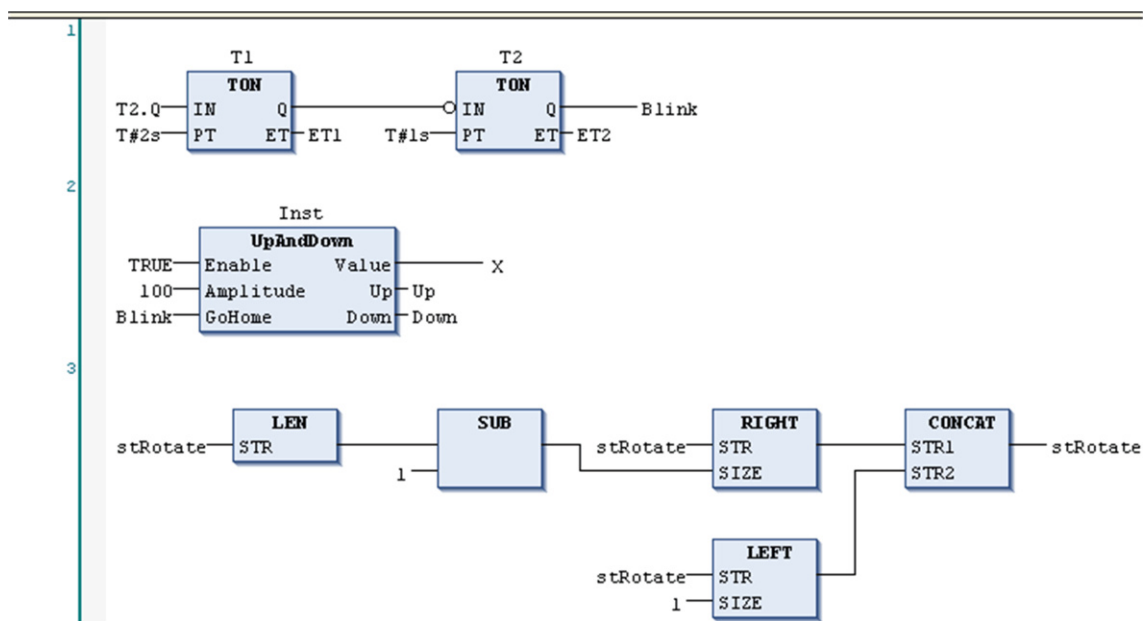 1
T1 T2
TON TON
T2.Q IN Q IN Q Blink
T#2s PT ET ET1 T#1s PT ET ET2
2
Inst
UpAndDown
TRUE Enable Value X
100 Amplitude Up Up
Blink GoHome Down Down
3
LEN SUB RIGHT CONCAT
stRotate STR stRotate STR STR1 stRotate
1 SIZE STR2
LEFT
stRotate STR
1 SIZE